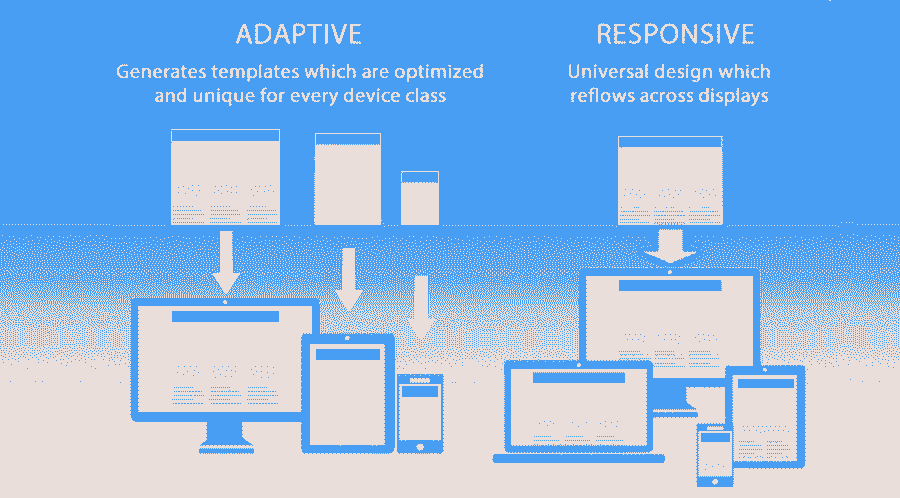 ADAPTIVE
Generates templates which are optimized
and unique for every device class
RESPONSIVE
Universal design which
reflows across displays